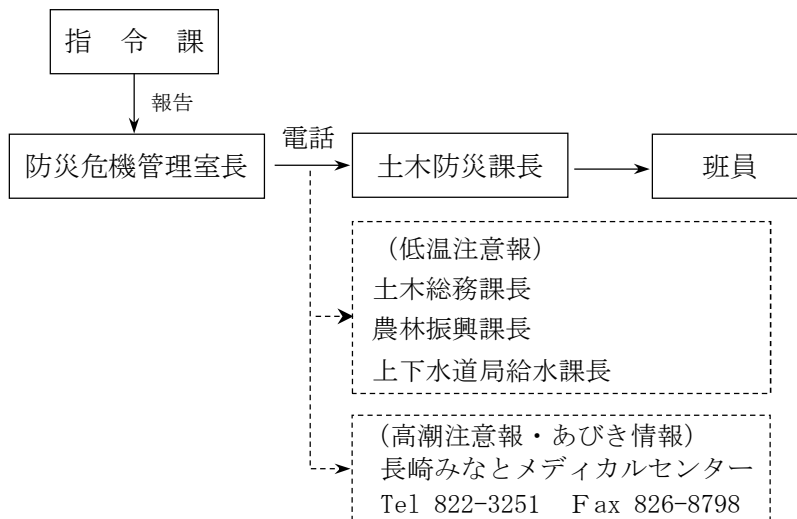 指　令　課
報告
防災危機管理室長
電話
土木防災課長
班員
（低温注意報）
土木総務課長
農林振興課長
上下水道局給水課長
（高潮注意報・あびき情報）
長崎みなとメディカルセンター
Tel 822-3251　Ｆax 826-8798